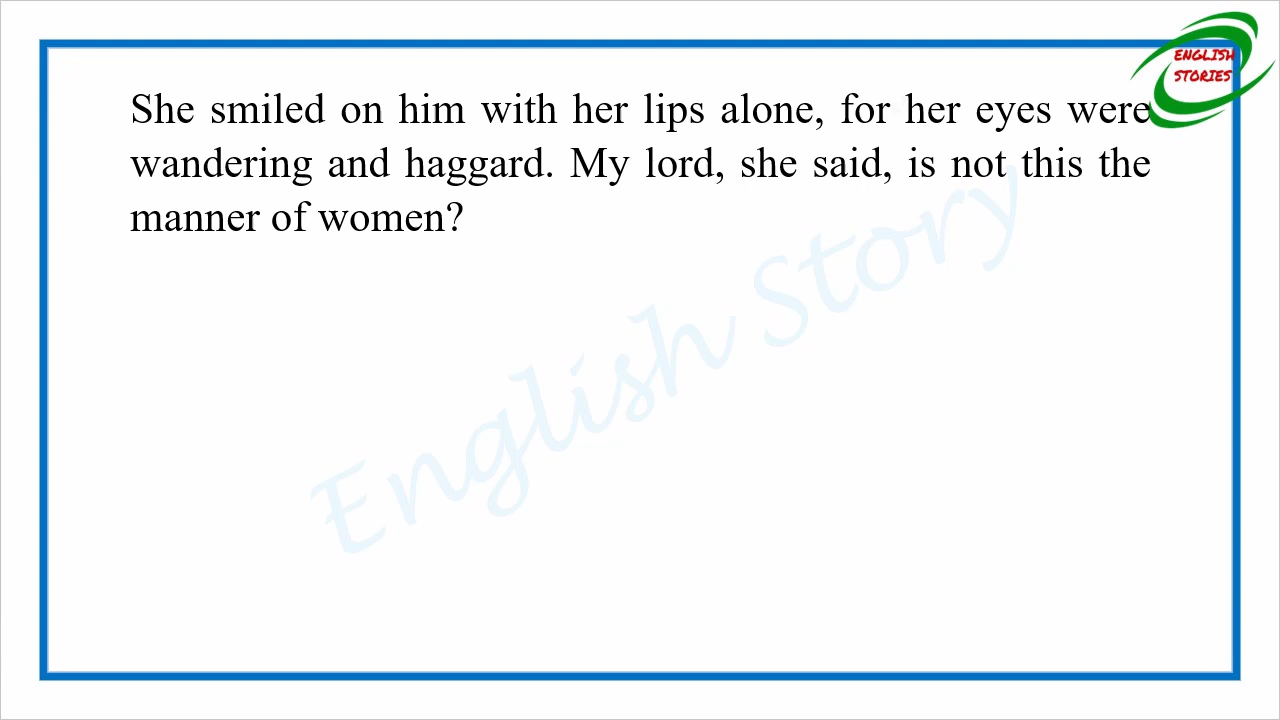 ENGLISH
STORIES
She smiled on him with her lips alone, for her eyes were
wandering and haggard. My lord, she said, is not this the
manner of women?
English Story